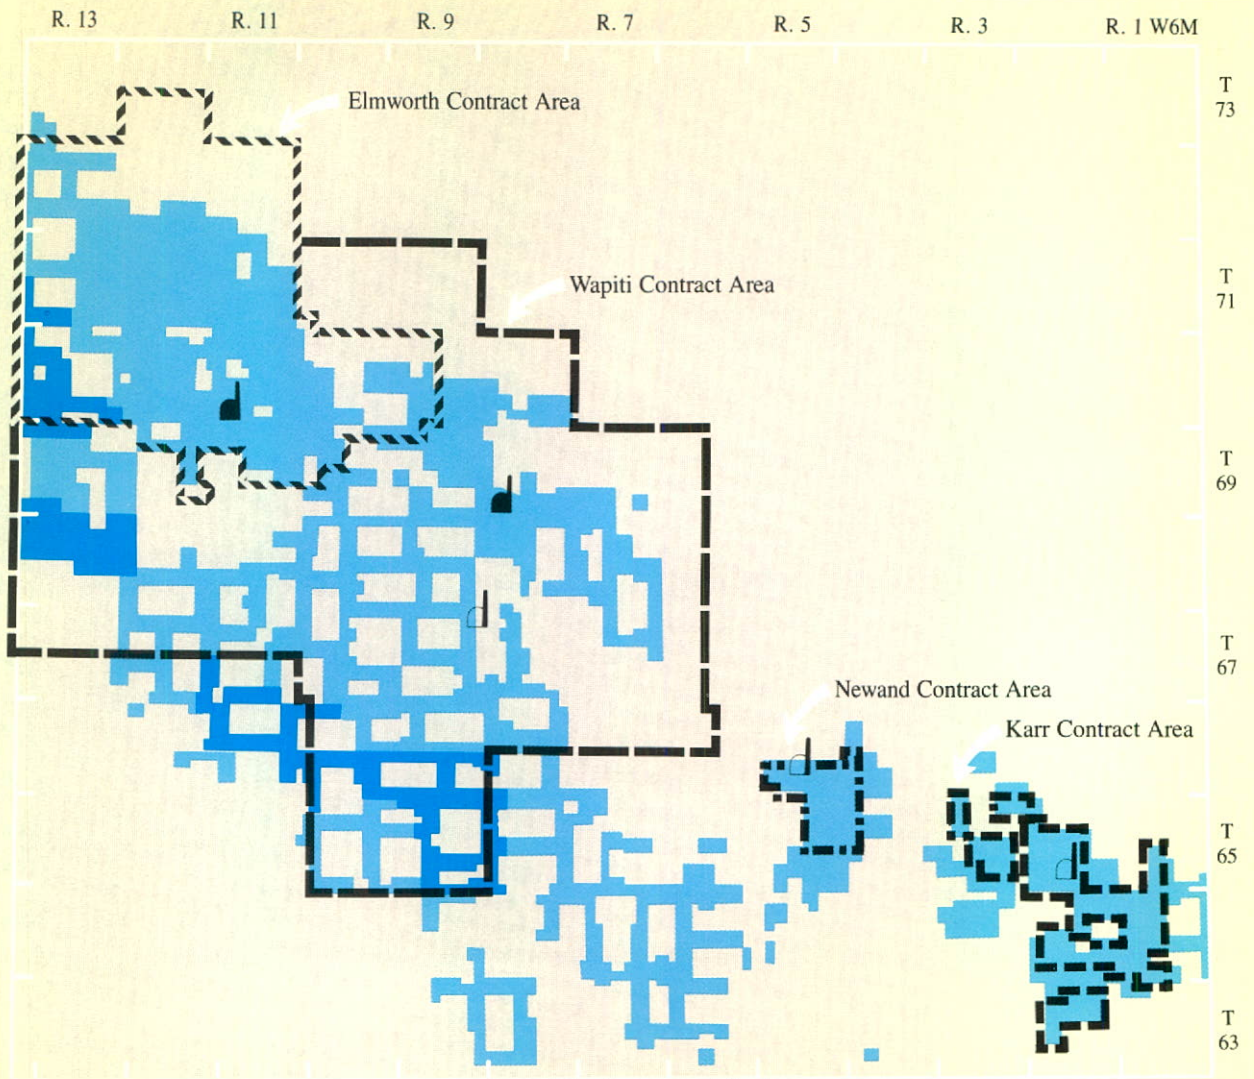 R. 13 R. 11 R. 9 R. 7 R. 5 R. 3 R. 1 W6M
T
73
Elmworth Contract Area
Wapiti Contract Area
T
71
T
69
T
67
Newand Contract Area
Karr Contract Area
T
65
T
63